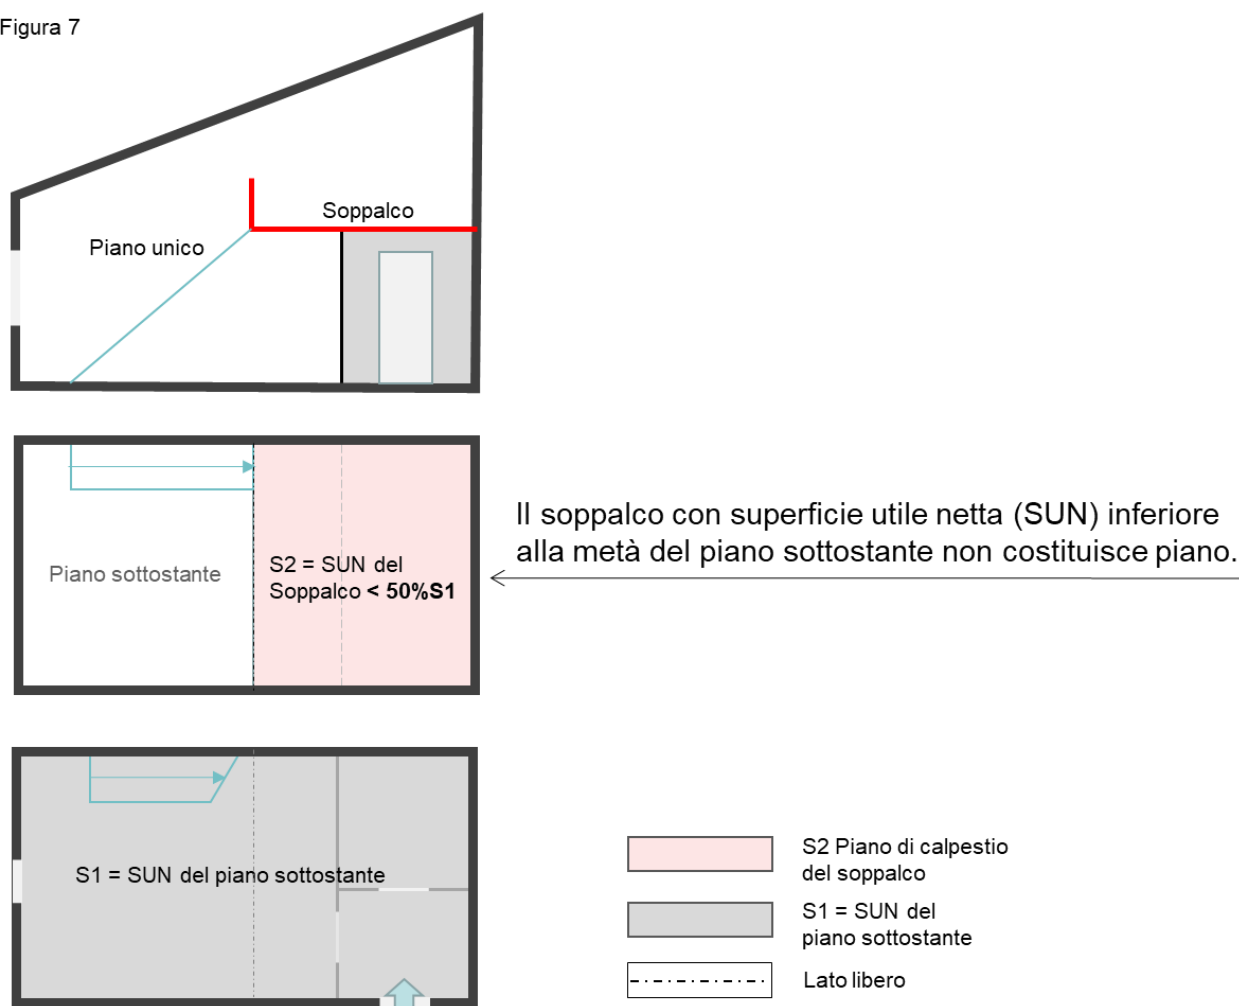 Figura 7
Soppalco
Piano unico
Il soppalco con superficie utile netta (SUN) inferiore
alla metà del piano sottostante non costituisce piano.
Piano sottostante
S2 = SUN del
Soppalco < 50%S1
S1 = SUN del piano sottostante
S2 Piano di calpestio
del soppalco
S1 = SUN del
piano sottostante
Lato libero